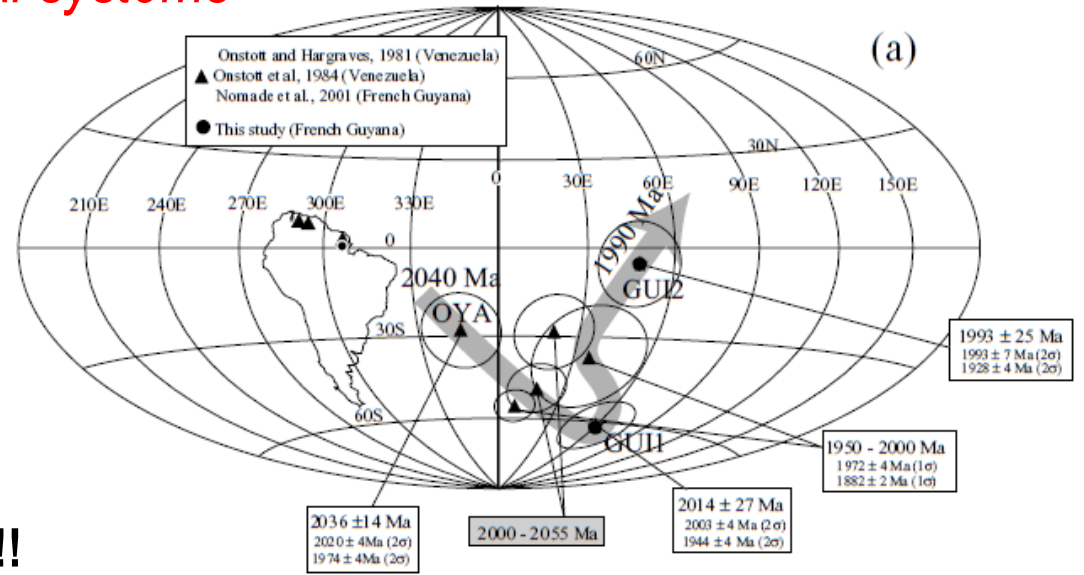 (a)
Onstott and Hargraves, 1981 (Venezuela)
▲ Onstott et al, 1984 (Venezuela)
Nomade et al., 2001 (French Guyana)
● This study (French Guyana)
60N
30N
0
30E
60E
90E
120E
150E
210E
240E
270E
300E
330E
0
1990 Ma
2040 Ma
OYA
GUI2
30S
60S
GUI1
1993 ± 25 Ma
1993 ± 7 Ma (2σ)
1928 ± 4 Ma (2σ)
1950 - 2000 Ma
1972 ± 4 Ma (1σ)
1882 ± 2 Ma (1σ)
2014 ± 27 Ma
2003 ± 4 Ma (2σ)
1944 ± 4 Ma (2σ)
2036 ±14 Ma
2020 ± 4Ma (2σ)
1974 ± 4Ma (2σ)
2000 - 2055 Ma
!!